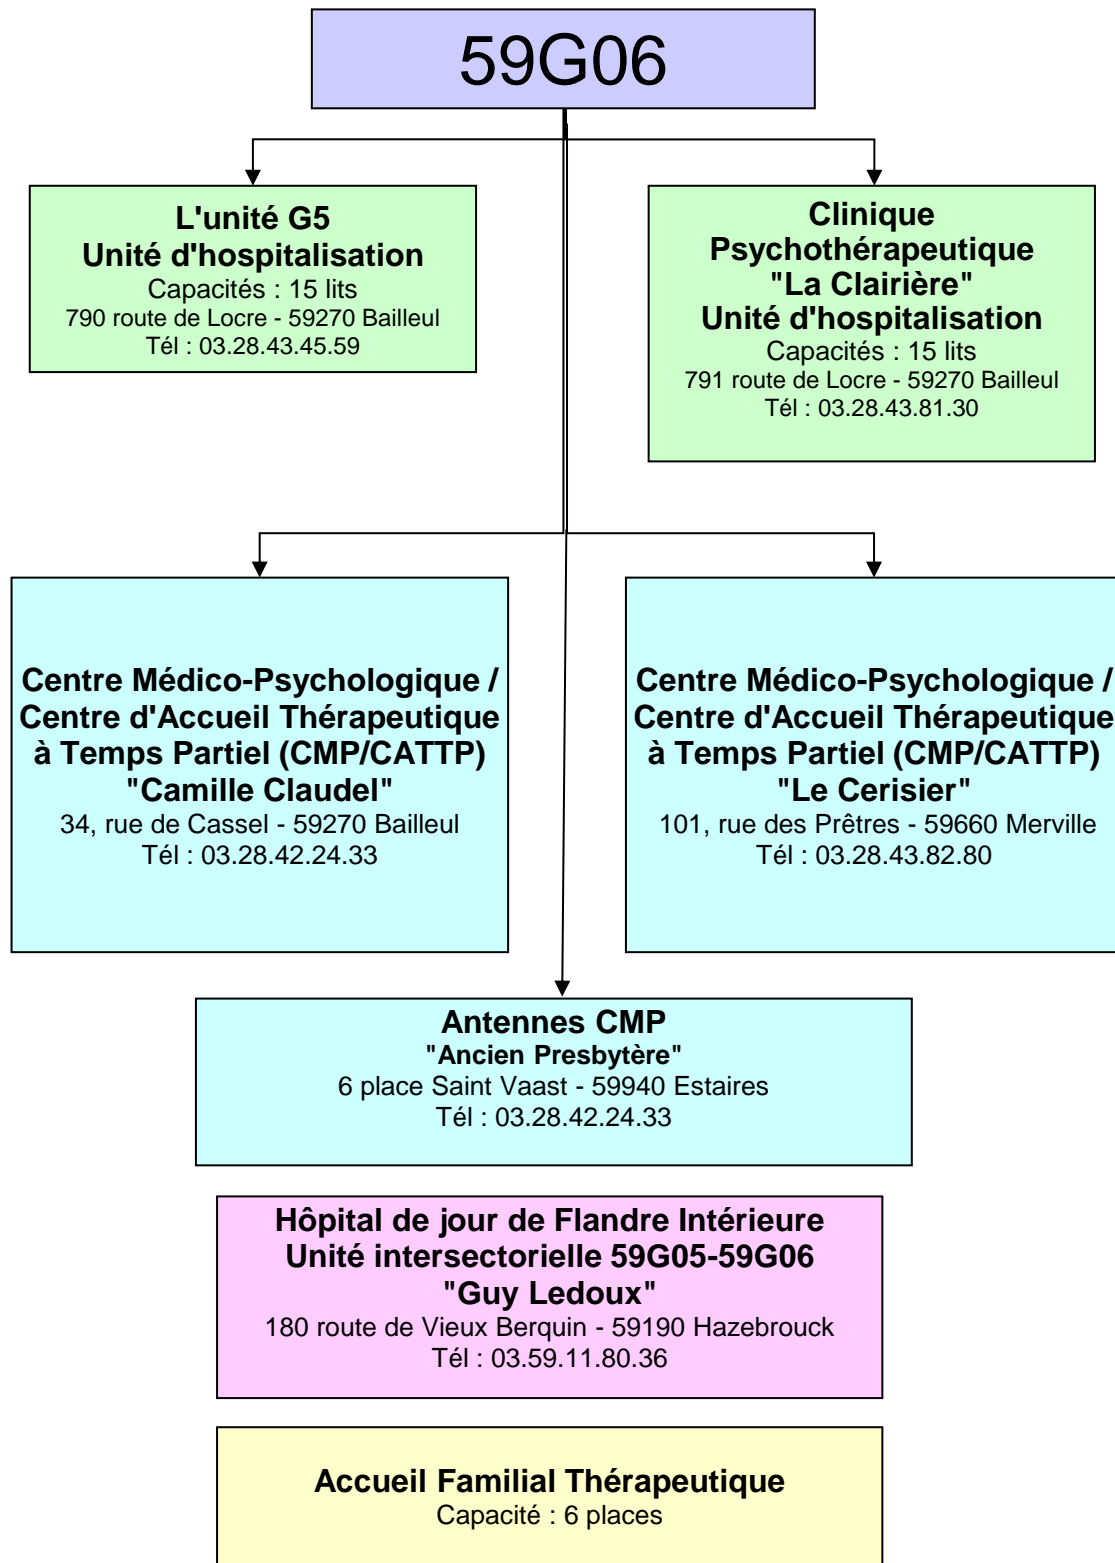 59G06
L'unité G5
Unité d'hospitalisation
Capacités : 15 lits
790 route de Locre - 59270 Bailleul
Tél : 03.28.43.45.59
Clinique
Psychothérapeutique
"La Clairière"
Unité d'hospitalisation
Capacités : 15 lits
791 route de Locre - 59270 Bailleul
Tél : 03.28.43.81.30
Centre Médico-Psychologique /
Centre d'Accueil Thérapeutique
à Temps Partiel (CMP/CATTP)
"Camille Claudel"
34, rue de Cassel - 59270 Bailleul
Tél : 03.28.42.24.33
Centre Médico-Psychologique /
Centre d'Accueil Thérapeutique
à Temps Partiel (CMP/CATTP)
"Le Cerisier"
101, rue des Prêtres - 59660 Merville
Tél : 03.28.43.82.80
Antennes CMP
"Ancien Presbytère"
6 place Saint Vaast - 59940 Estaires
Tél : 03.28.42.24.33
Hôpital de jour de Flandre Intérieure
Unité intersectorielle 59G05-59G06
"Guy Ledoux"
180 route de Vieux Berquin - 59190 Hazebrouck
Tél : 03.59.11.80.36
Accueil Familial Thérapeutique
Capacité : 6 places